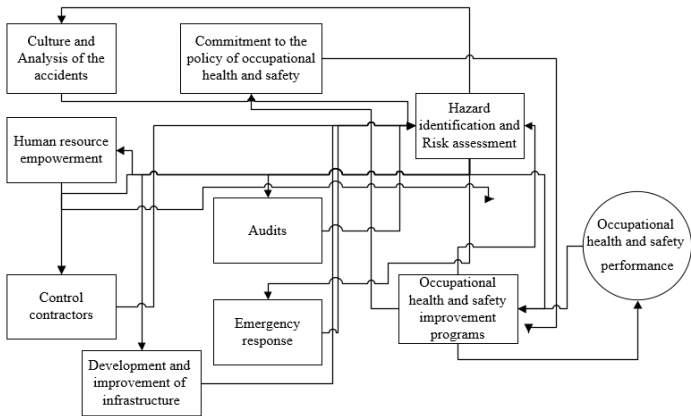 Culture and
Analysis of the
accidents
Commitment to the
policy of occupational
health and safety
Hazard
identification and
Risk assessment
Human resource
empowerment
Audits
Occupational
health and safety
performance
Control
contractors
Emergency
response
Occupational
health and safety
improvement
programs
Development and
improvement of
infrastructure